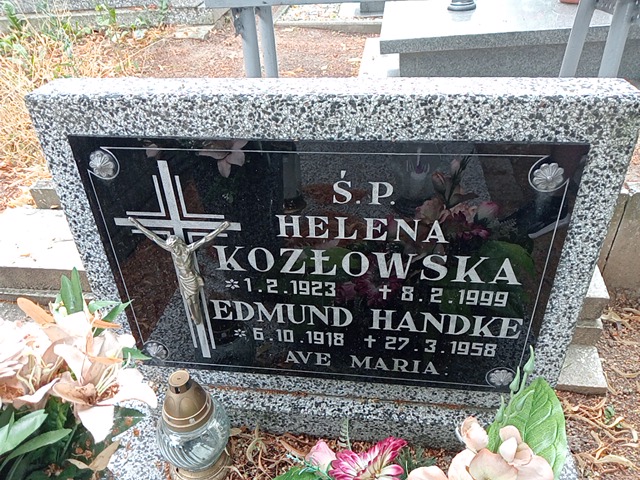 Ś.P.
HELENA
KOZŁOWSKA
* 1.2.1923 + 8.2.1999
EDMUND HANDKE
* 6.10.1918 + 27.3.1958
AVE MARIA.